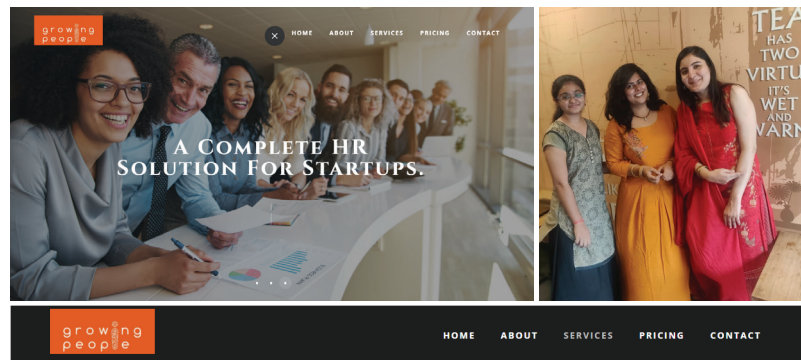 growing
people
HOME ABOUT SERVICES PRICING CONTACT
A COMPLETE HR
SOLUTION FOR STARTUPS.
TEA
HAS
TWO
VIRTU
IT'S
WET
AND
WARN
growing
people
HOME ABOUT SERVICES PRICING CONTACT